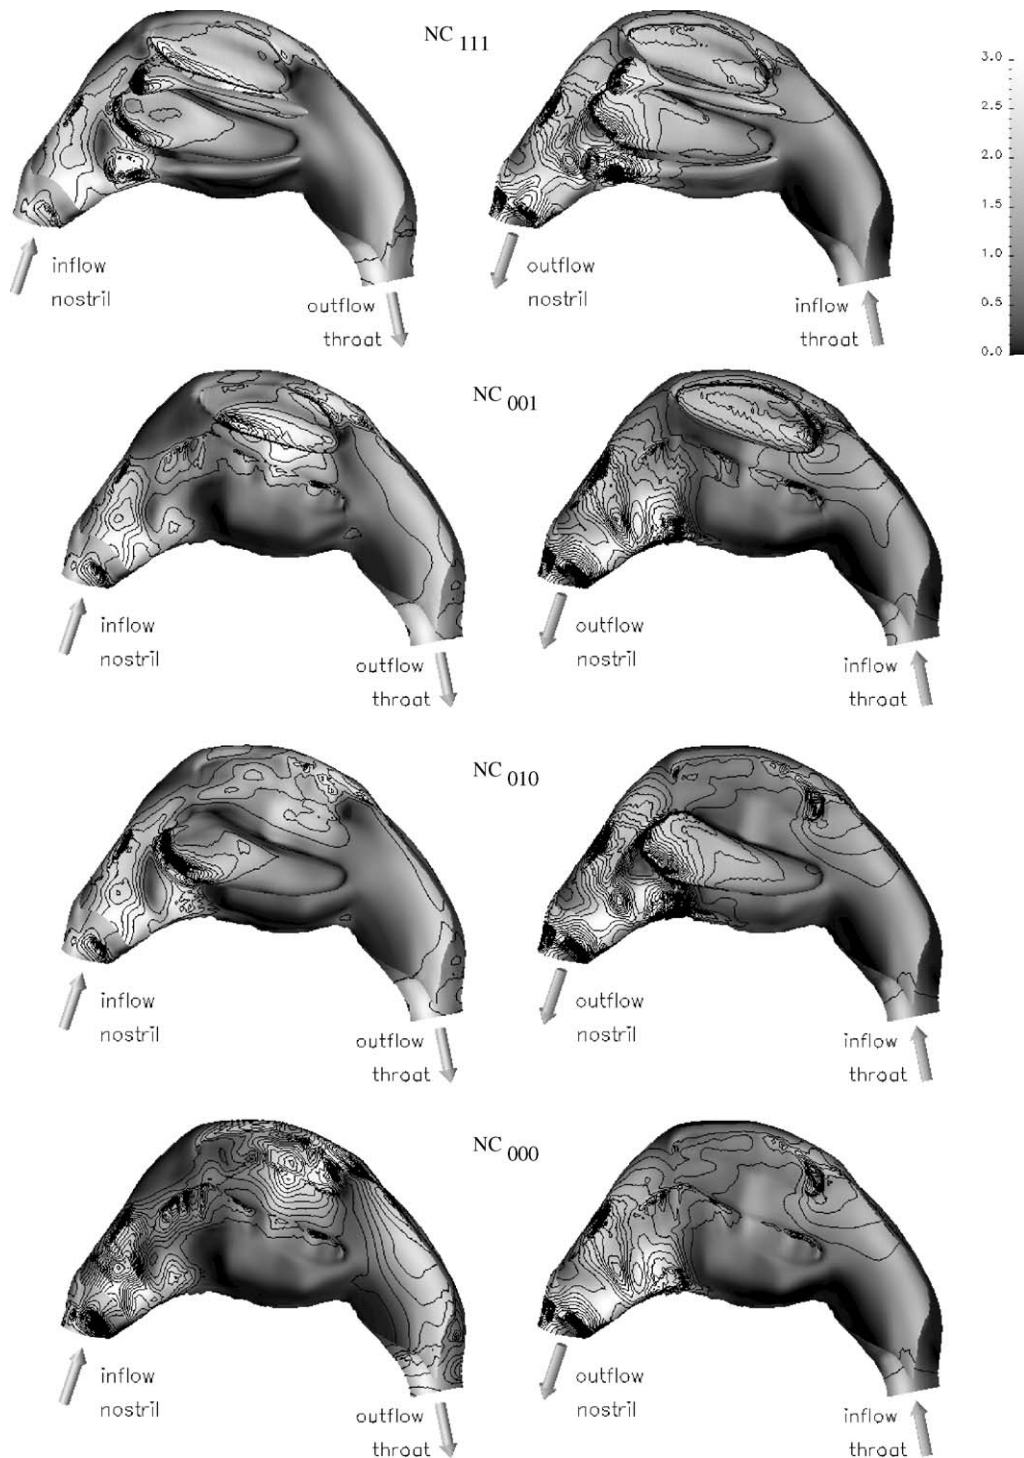 NC 111
3.0
2.5
2.0
1.5
1.0
0.5
0.0
inflow
nostril
outflow
throat
outflow
nostril
inflow
throat
NC 001
inflow
nostril
outflow
throat
outflow
nostril
inflow
throat
NC 010
inflow
nostril
outflow
throat
outflow
nostril
inflow
throat
NC 000
inflow
nostril
outflow
throat
outflow
nostril
inflow
throat